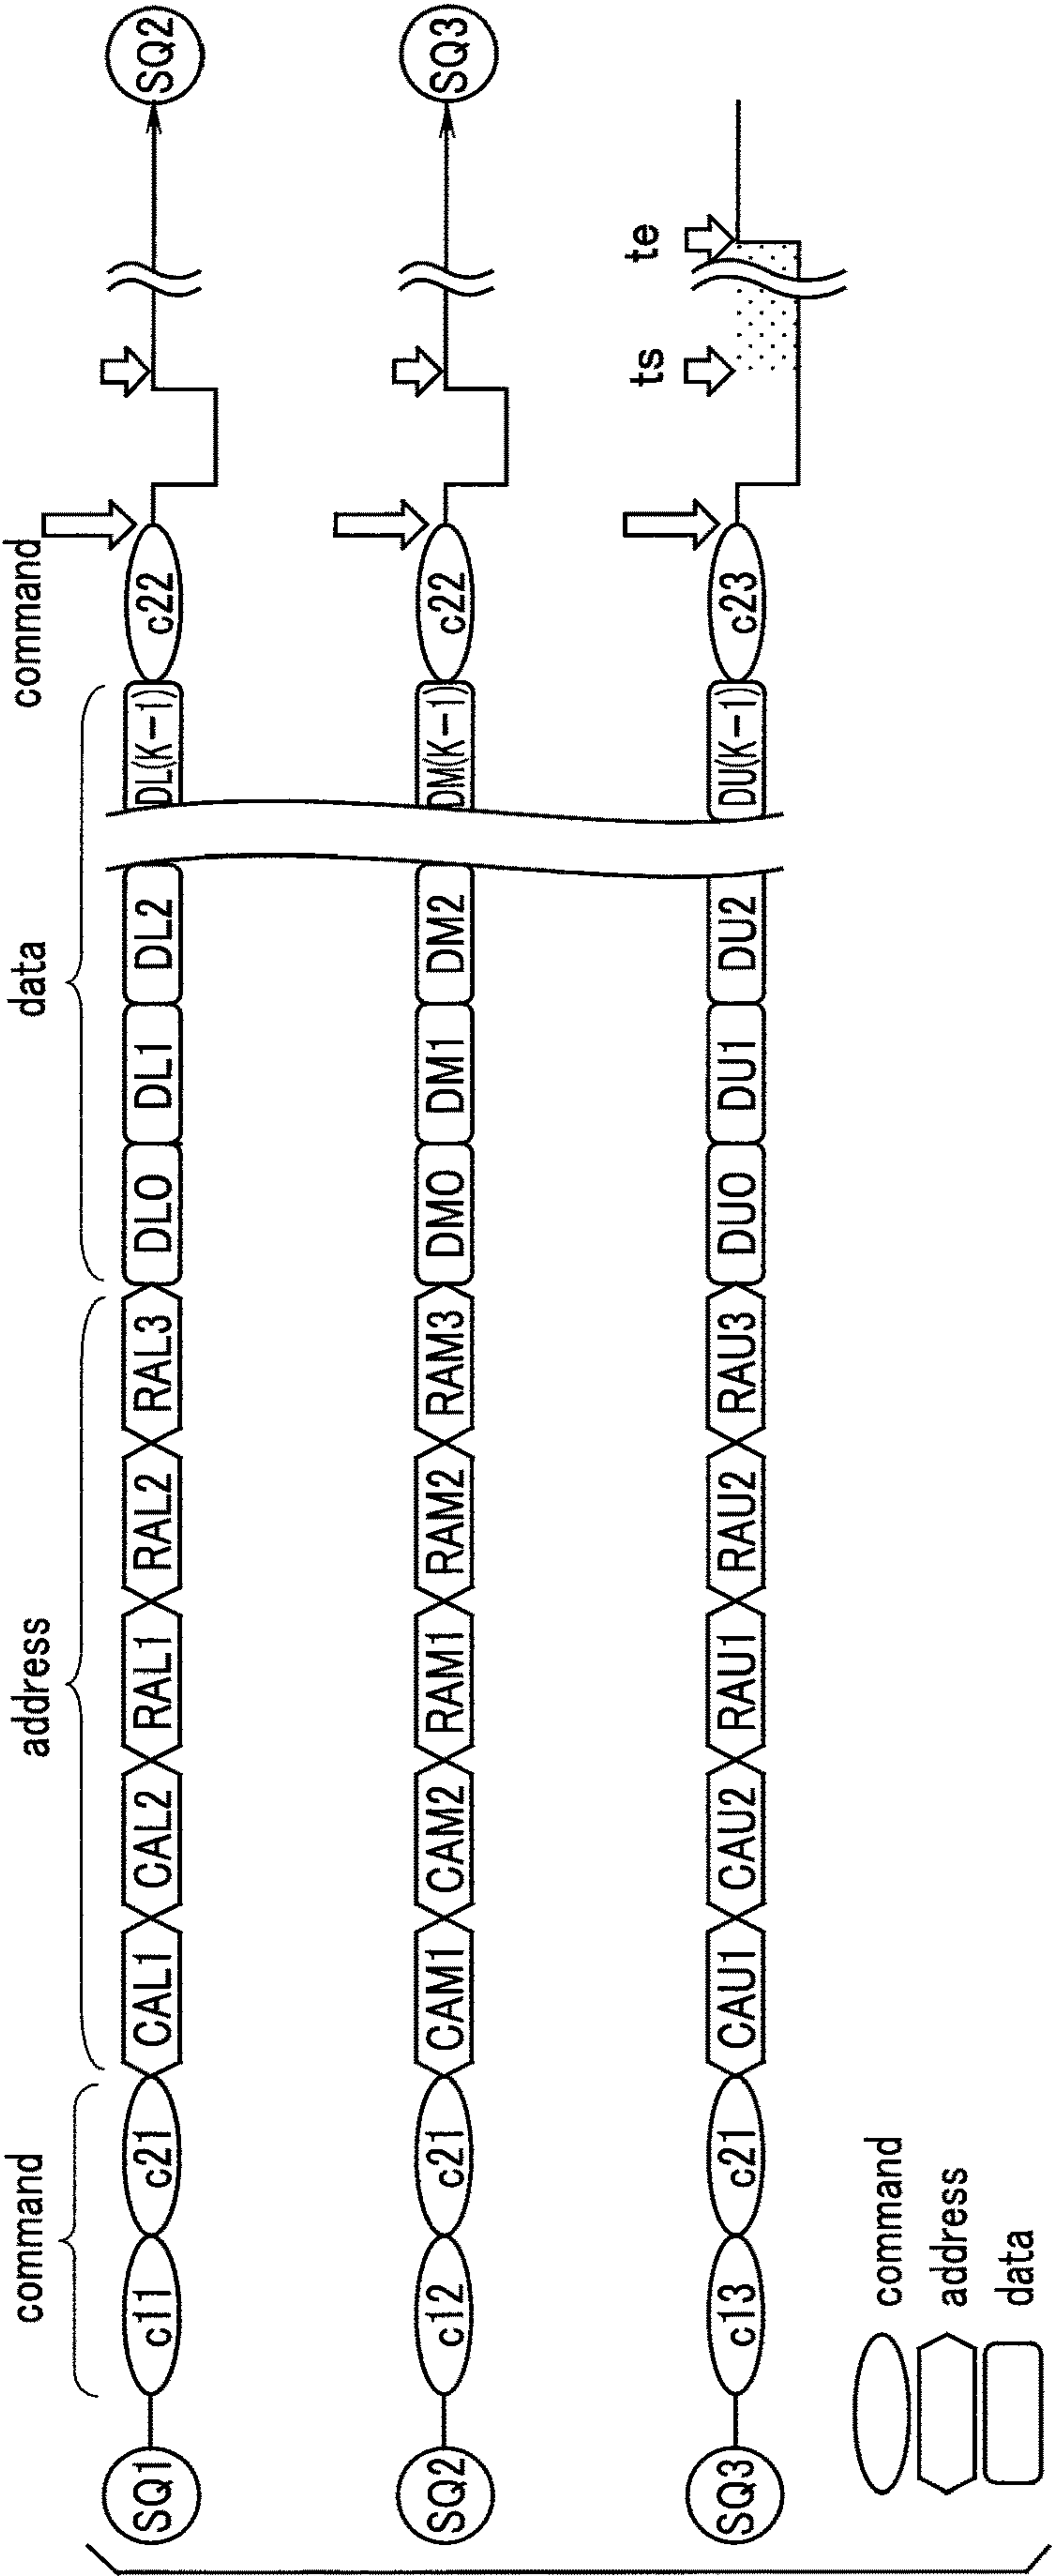 command address data command
SQ1 c11 c21 CAL1 CAL2 RAL1 RAL2 RAL3 DL0 DL1 DL2 DL(K-1) c22 SQ2
SQ2 c12 c21 CAM1 CAM2 RAM1 RAM2 RAM3 DM0 DM1 DM2 DM(K-1) c22 SQ3
ts te
SQ3 c13 c21 CAU1 CAU2 RAU1 RAU2 RAU3 DU0 DU1 DU2 DU(K-1) c23
command
address
data